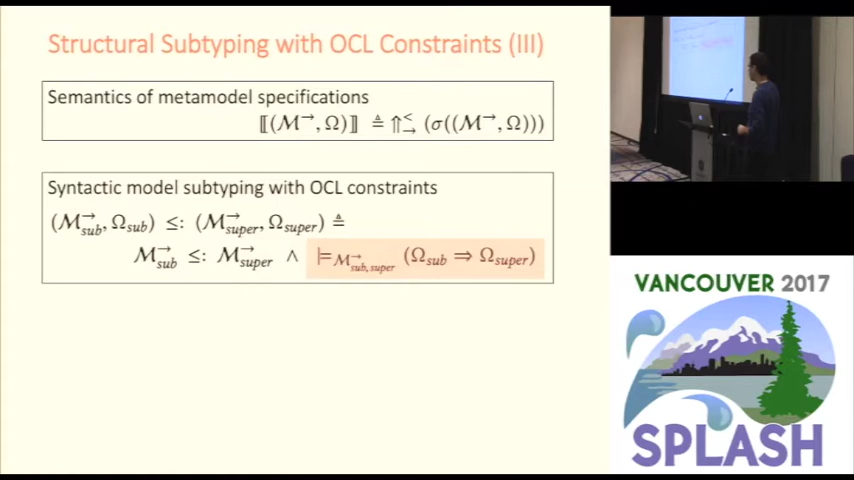 Structural Subtyping with OCL Constraints (III)
Semantics of metamodel specifications
⟦(M→, Ω)⟧ ≜ ⇑≤→ (σ((M→, Ω)))
Syntactic model subtyping with OCL constraints
(M→sub, Ωsub) ≤: (M→super, Ωsuper) ≜
M→sub ≤: M→super ∧ ⊨M→sub,super (Ωsub ⇒ Ωsuper)
VANCOUVER 2017
SPLASH